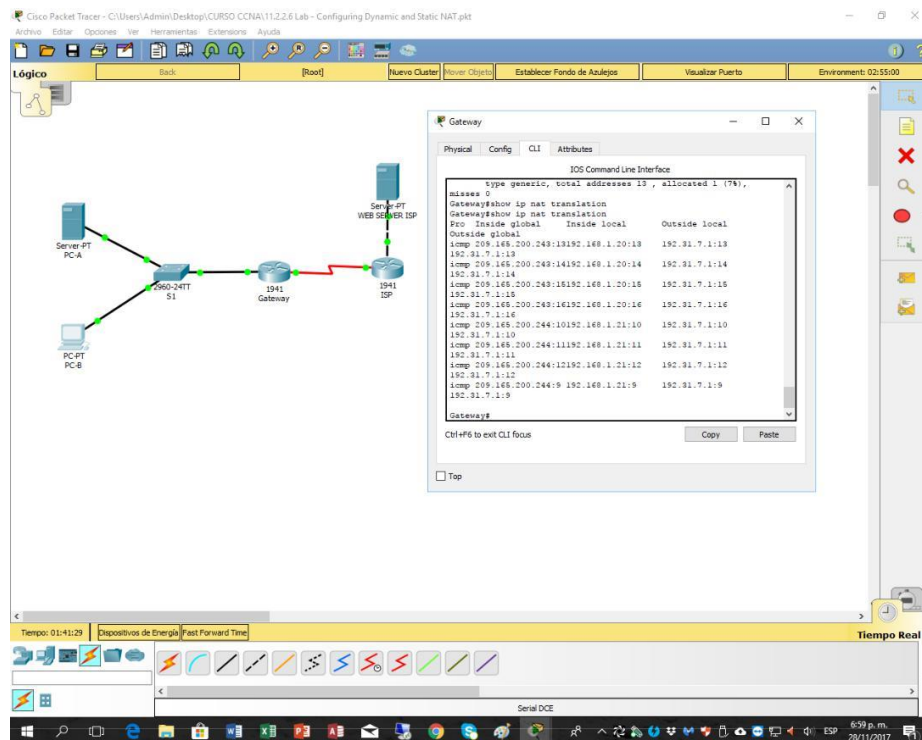 Cisco Packet Tracer - C:\Users\Admin\Desktop\CURSO CCNA\11.2.2.6 Lab - Configuring Dynamic and Static NAT.pkt
Archivo Editar Opciones Ver Herramientas Extensions Ayuda
Lógico Back [Root] Nuevo Cluster Mover Objeto Establecer Fondo de Azulejos Visualizar Puerto Environment: 02:55:00
Gateway
Physical Config CLI Attributes
IOS Command Line Interface
type generic, total addresses 13 , allocated 1 (7%),
misses 0
Gateway#show ip nat translation
Gateway#show ip nat translation
Pro Inside global Inside local Outside local
Outside global
icmp 209.165.200.243:13192.168.1.20:13 192.31.7.1:13
192.31.7.1:13
icmp 209.165.200.243:14192.168.1.20:14 192.31.7.1:14
192.31.7.1:14
icmp 209.165.200.243:15192.168.1.20:15 192.31.7.1:15
192.31.7.1:15
icmp 209.165.200.243:16192.168.1.20:16 192.31.7.1:16
192.31.7.1:16
icmp 209.165.200.244:10192.168.1.21:10 192.31.7.1:10
192.31.7.1:10
icmp 209.165.200.244:11192.168.1.21:11 192.31.7.1:11
192.31.7.1:11
icmp 209.165.200.244:12192.168.1.21:12 192.31.7.1:12
192.31.7.1:12
icmp 209.165.200.244:9 192.168.1.21:9 192.31.7.1:9
192.31.7.1:9
Gateway#
Ctrl+F6 to exit CLI focus Copy Paste
Top
Server-PT
WEB SERVER ISP
Server-PT
PC-A
2960-24TT
S1
1941
Gateway
1941
ISP
PC-PT
PC-B
Tiempo: 01:41:29 Dispositivos de Energía Fast Forward Time Tiempo Real
Serial DCE
ESP 6:59 p. m.
28/11/2017